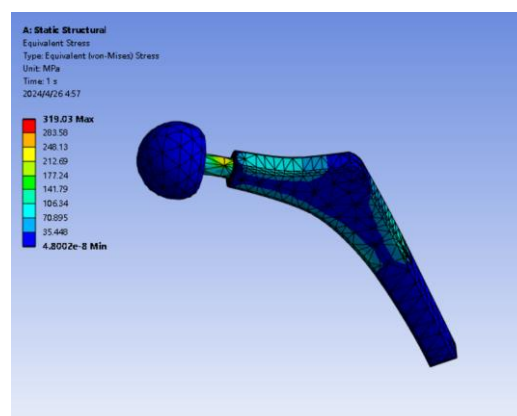 A: Static Structural
Equivalent Stress
Type: Equivalent (von-Mises) Stress
Unit: MPa
Time: 1 s
2024/4/26 4:57
319.03 Max
283.58
248.13
212.69
177.24
141.79
106.34
70.895
35.448
4.8002e-8 Min